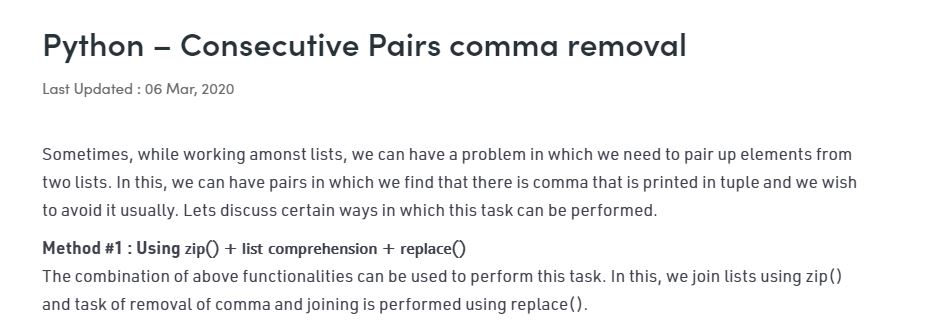 Python – Consecutive Pairs comma removal
Last Updated : 06 Mar, 2020
Sometimes, while working amonst lists, we can have a problem in which we need to pair up elements from
two lists. In this, we can have pairs in which we find that there is comma that is printed in tuple and we wish
to avoid it usually. Lets discuss certain ways in which this task can be performed.
Method #1 : Using zip() + list comprehension + replace()
The combination of above functionalities can be used to perform this task. In this, we join lists using zip()
and task of removal of comma and joining is performed using replace().